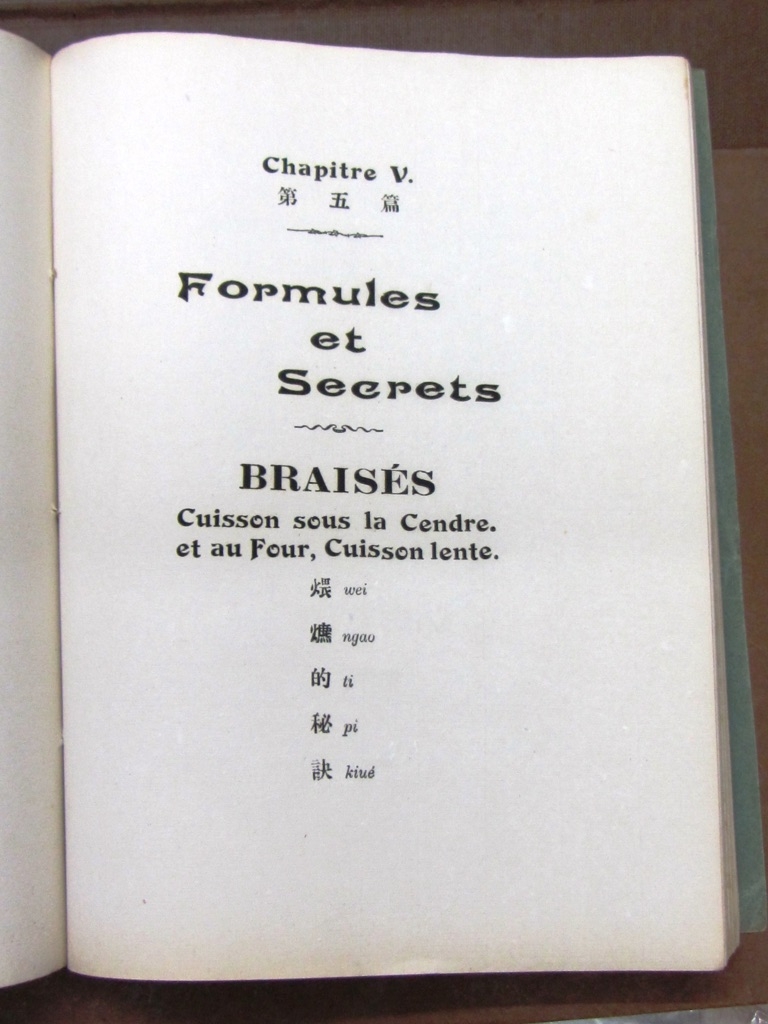 Chapitre V.
第 五 篇
Formules
et
Secrets
BRAISÉS
Cuisson sous la Cendre.
et au Four, Cuisson lente.
煨 wei
ngao
的 ti
秘 pi
訣 kiué